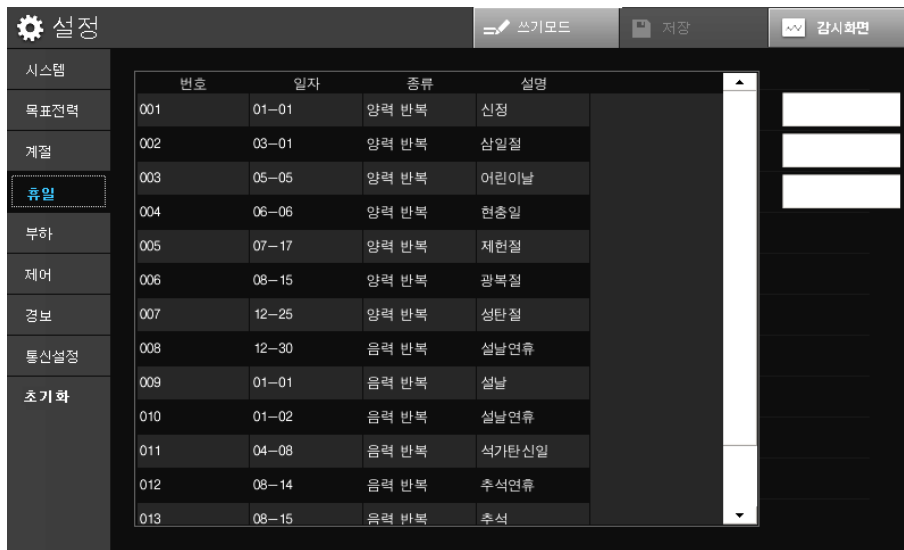 설정 쓰기모드 저장 감시화면
시스템
목표전력
계절
휴일
부하
제어
경보
통신설정
초기화
번호 일자 종류 설명
001 01-01 양력 반복 신정
002 03-01 양력 반복 삼일절
003 05-05 양력 반복 어린이날
004 06-06 양력 반복 현충일
005 07-17 양력 반복 제헌절
006 08-15 양력 반복 광복절
007 12-25 양력 반복 성탄절
008 12-30 음력 반복 설날연휴
009 01-01 음력 반복 설날
010 01-02 음력 반복 설날연휴
011 04-08 음력 반복 석가탄신일
012 08-14 음력 반복 추석연휴
013 08-15 음력 반복 추석